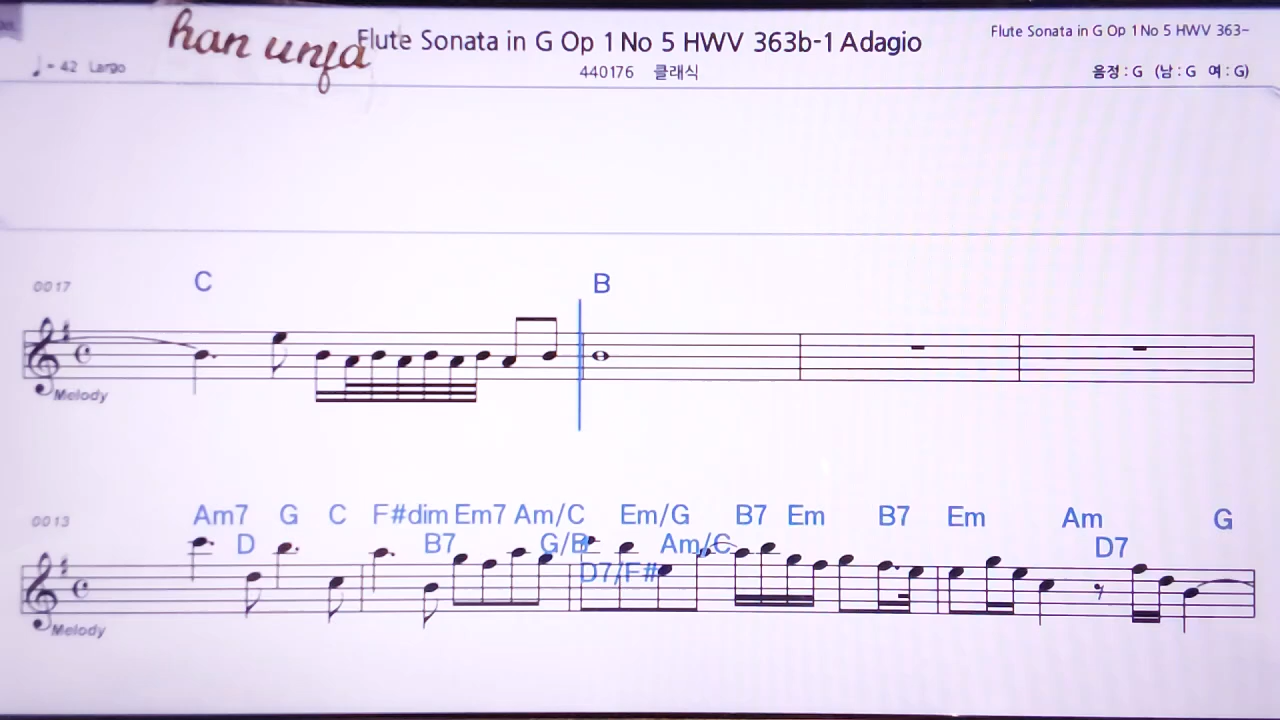 han unfa
Flute Sonata in G Op 1 No 5 HWV 363b-1 Adagio
Flute Sonata in G Op 1 No 5 HWV 363~
♩= 42 Largo
440176 클래식
음정 : G (남 : G 여 : G)
0017
C B
Melody
0013
Am7 G C F#dim Em7 Am/C Em/G B7 Em B7 Em Am G
D B7 G/B Am/C D7
D7/F#
Melody